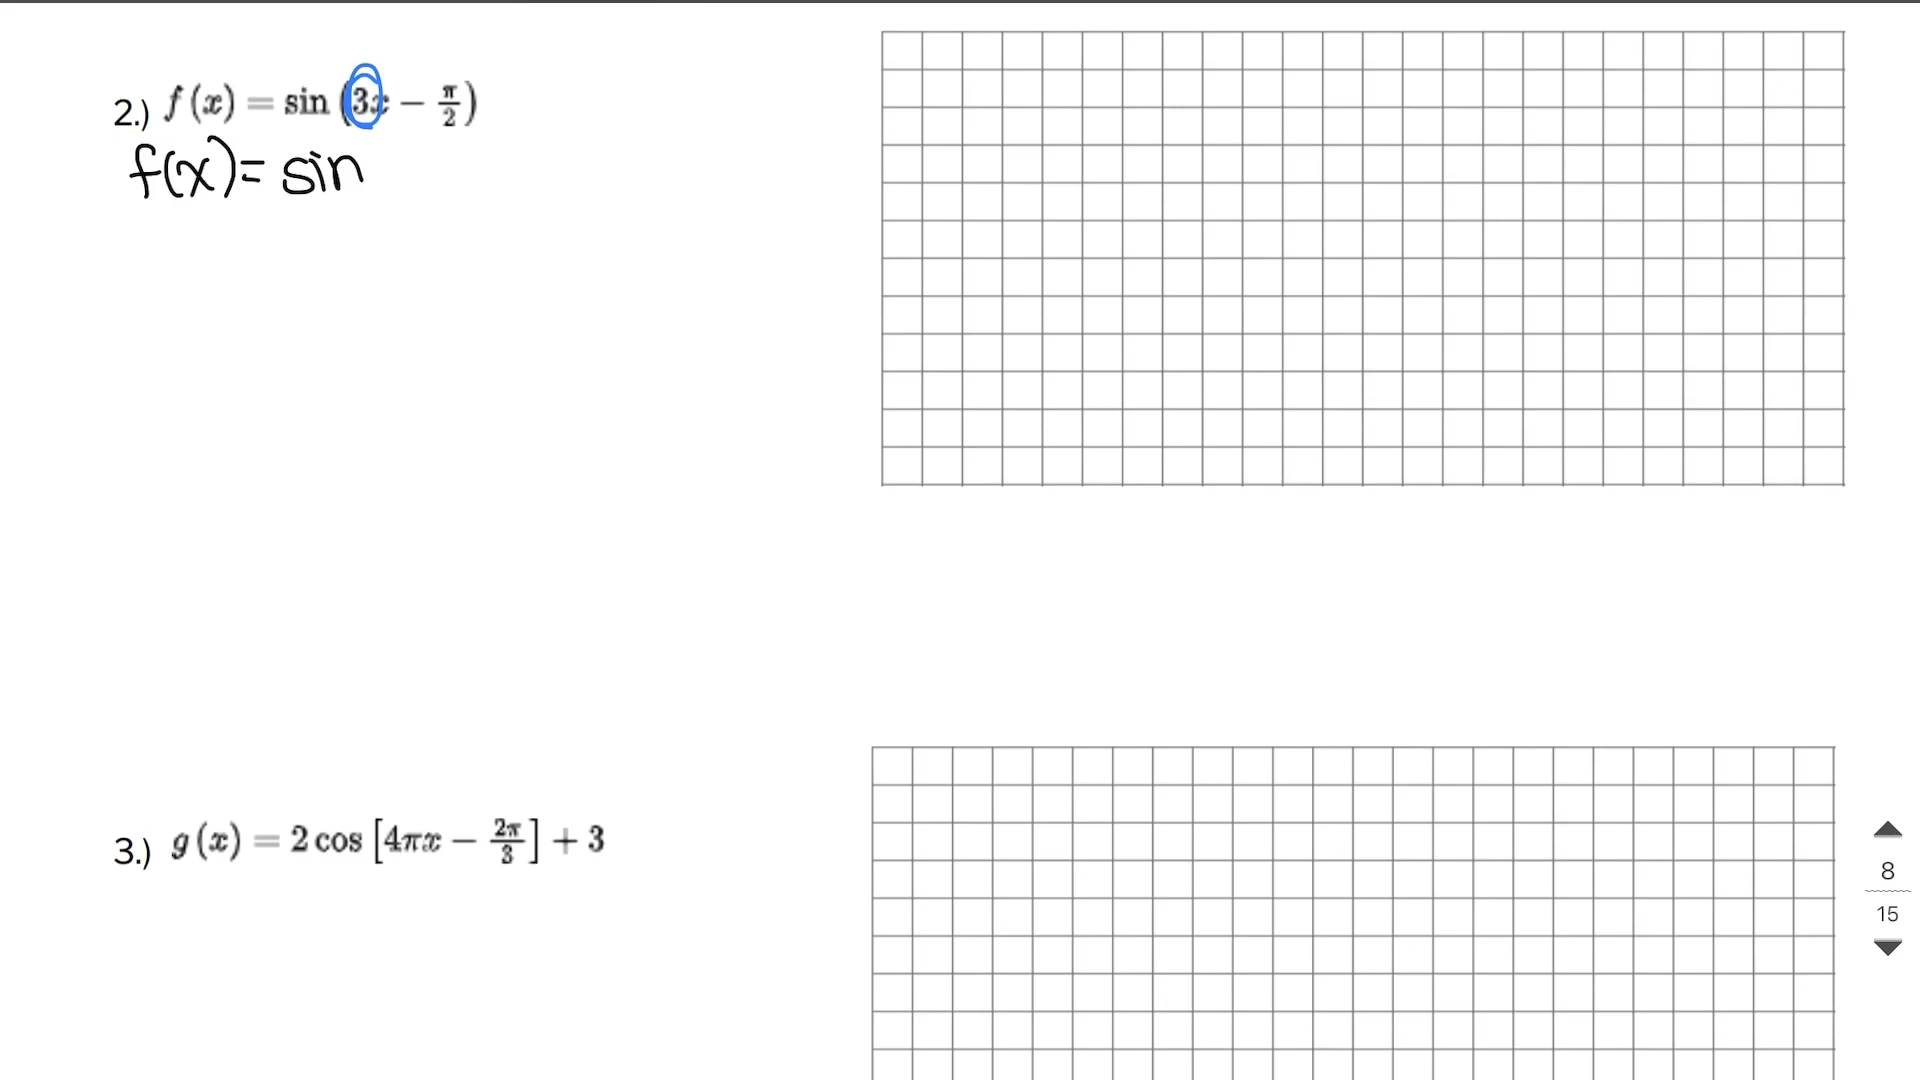 2.) f(x) = sin (3x − π/2)
f(x)= sin
3.) g(x) = 2 cos [4πx − 2π/3] + 3
8
15